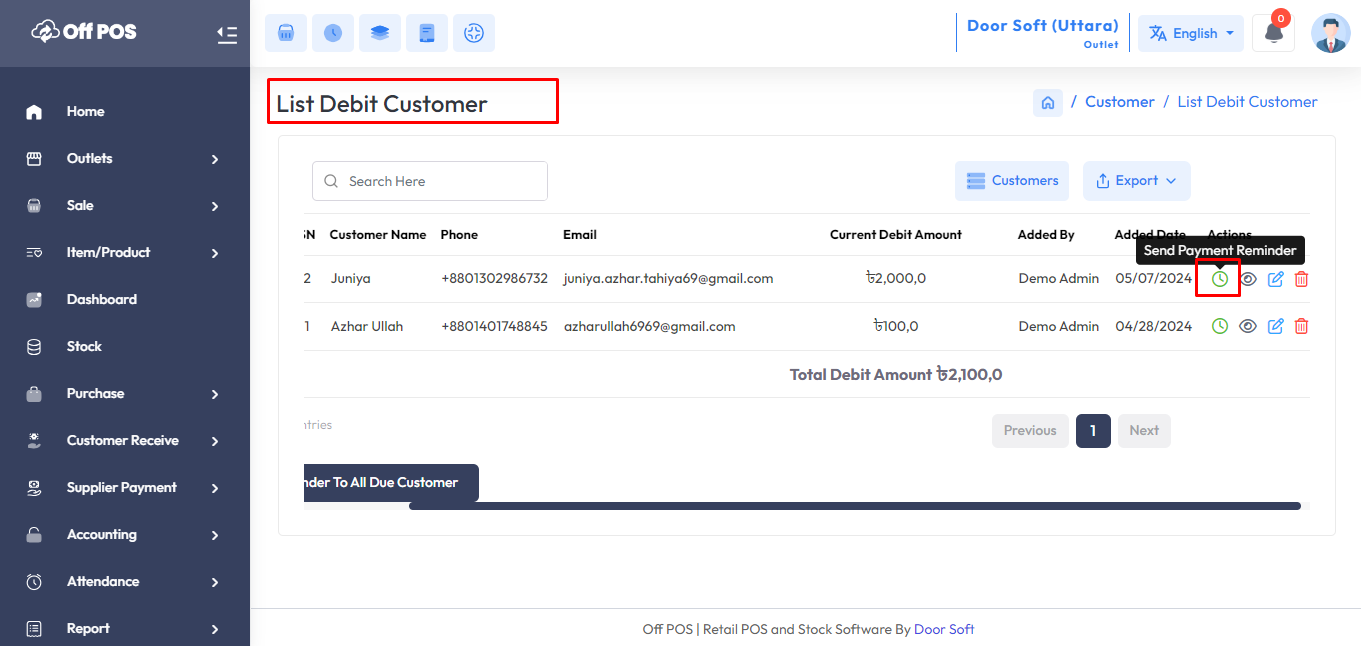 Off POS
Door Soft (Uttara)
Outlet
English
0
Home
Outlets
Sale
Item/Product
Dashboard
Stock
Purchase
Customer Receive
Supplier Payment
Accounting
Attendance
Report
List Debit Customer
/ Customer / List Debit Customer
Search Here
Customers
Export
SN Customer Name Phone Email Current Debit Amount Added By Added Date Actions
Send Payment Reminder
2 Juniya +8801302986732 juniya.azhar.tahiya69@gmail.com ৳2,000,0 Demo Admin 05/07/2024
1 Azhar Ullah +8801401748845 azharullah6969@gmail.com ৳100,0 Demo Admin 04/28/2024
Total Debit Amount ৳2,100,0
ntries
Previous 1 Next
nder To All Due Customer
Off POS | Retail POS and Stock Software By Door Soft